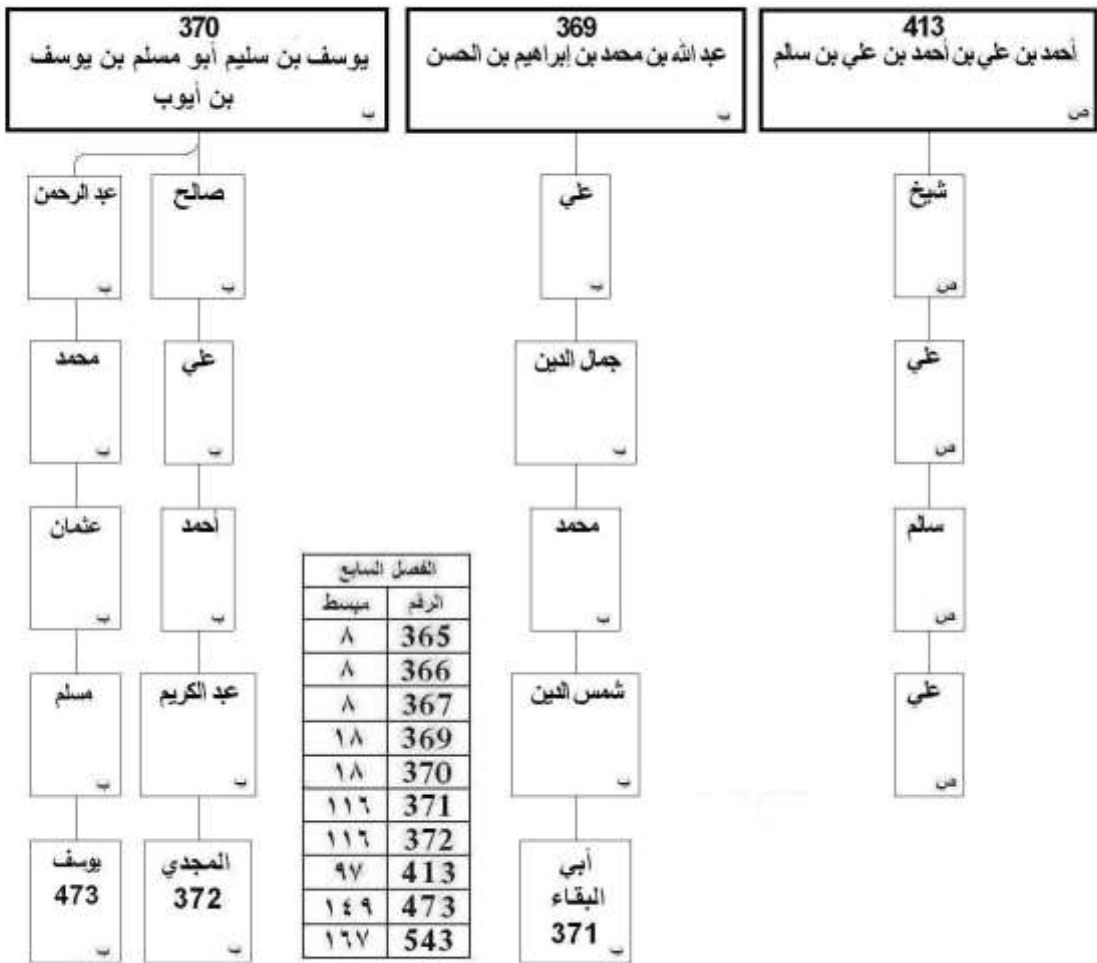 413
أحمد بن علي بن أحمد بن علي بن سالم
ص
شيخ
ص
علي
ص
سالم
ص
علي
ص
369
عبد الله بن محمد بن إبراهيم بن الحسن
ب
علي
ب
جمال الدين
ب
محمد
ب
شمس الدين
ب
أبي
البقاء
371
ب
370
يوسف بن سليم أبو مسلم بن يوسف
بن أيوب
ب
صالح
ب
علي
ب
أحمد
ب
عبد الكريم
ب
المجدي
372
ب
عبد الرحمن
ب
محمد
ب
عثمان
ب
مسلم
ب
يوسف
473
ب
الفصل السابع
الرقم مبسط
365 ٨
366 ٨
367 ٨
369 ١٨
370 ١٨
371 ١١٦
372 ١١٦
413 ٩٧
473 ١٤٩
543 ١٦٧